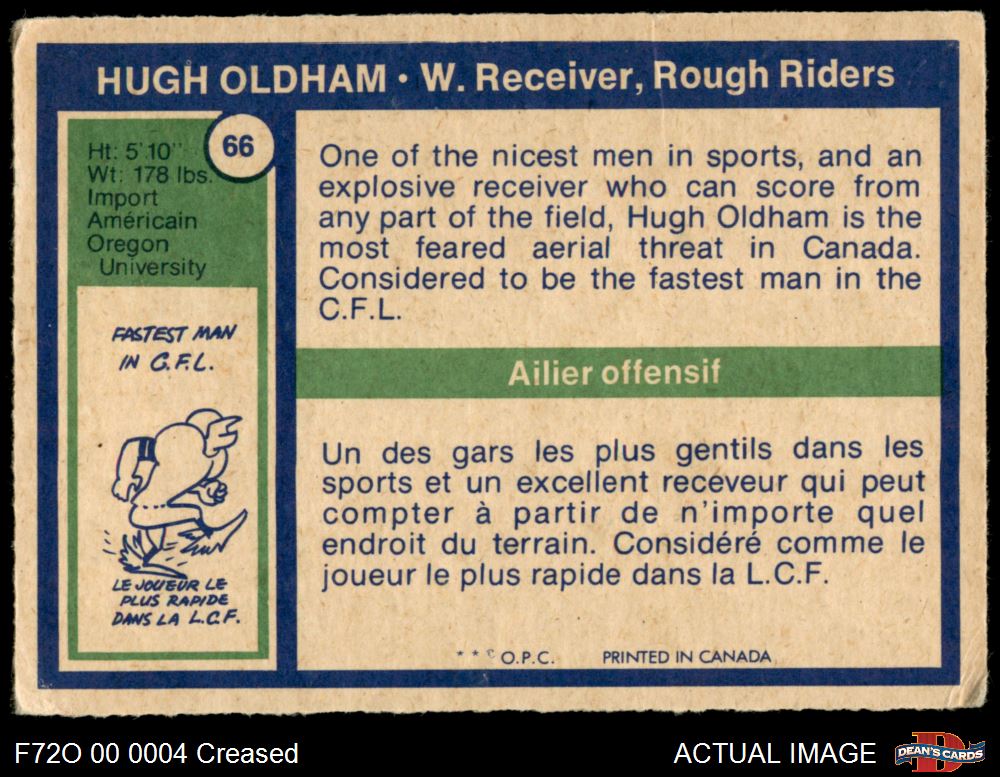 HUGH OLDHAM • W. Receiver, Rough Riders
66
Ht: 5'10"
Wt: 178 lbs.
Import
Américain
Oregon
University
FASTEST MAN
IN C.F.L.
LE JOUEUR LE
PLUS RAPIDE
DANS LA L.C.F.
One of the nicest men in sports, and an
explosive receiver who can score from
any part of the field, Hugh Oldham is the
most feared aerial threat in Canada.
Considered to be the fastest man in the
C.F.L.
Ailier offensif
Un des gars les plus gentils dans les
sports et un excellent receveur qui peut
compter à partir de n'importe quel
endroit du terrain. Considéré comme le
joueur le plus rapide dans la L.C.F.
* * © O.P.C. PRINTED IN CANADA
F72O 00 0004 Creased
ACTUAL IMAGE
DEAN'S CARDS